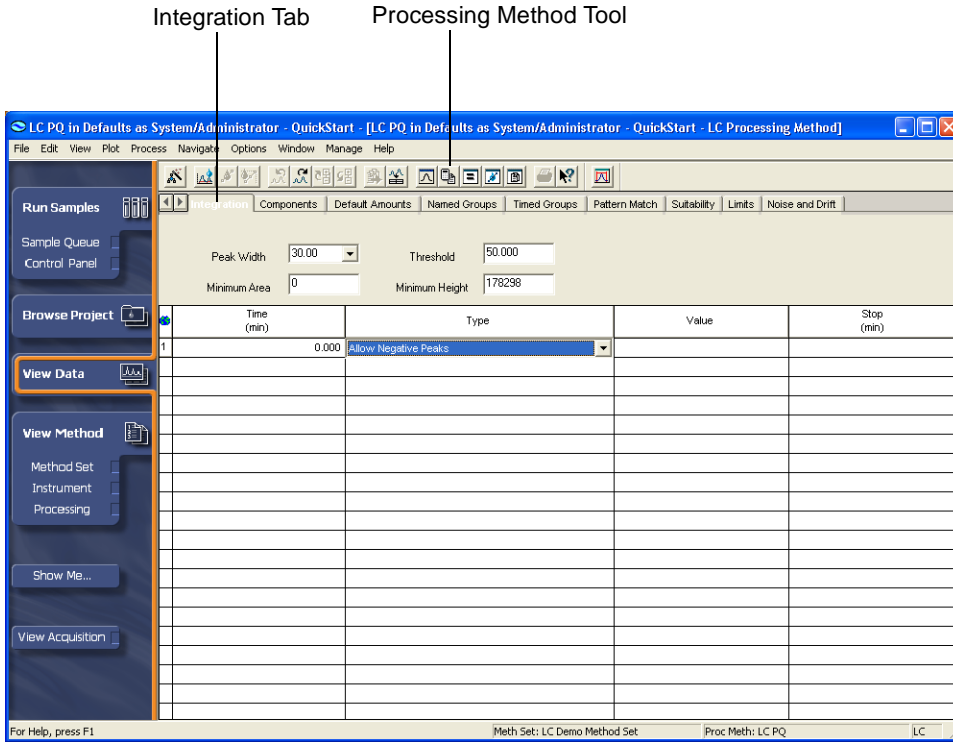 Integration Tab Processing Method Tool
LC PQ in Defaults as System/Administrator - QuickStart - [LC PQ in Defaults as System/Administrator - QuickStart - LC Processing Method]
File Edit View Plot Process Navigate Options Window Manage Help
Run Samples
Sample Queue
Control Panel
Browse Project
View Data
View Method
Method Set
Instrument
Processing
Show Me...
View Acquisition
Integration Components Default Amounts Named Groups Timed Groups Pattern Match Suitability Limits Noise and Drift
Peak Width 30.00 Threshold 50.000
Minimum Area 0 Minimum Height 178298
Time (min) Type Value Stop (min)
1 0.000 Allow Negative Peaks
For Help, press F1 Meth Set: LC Demo Method Set Proc Meth: LC PQ LC